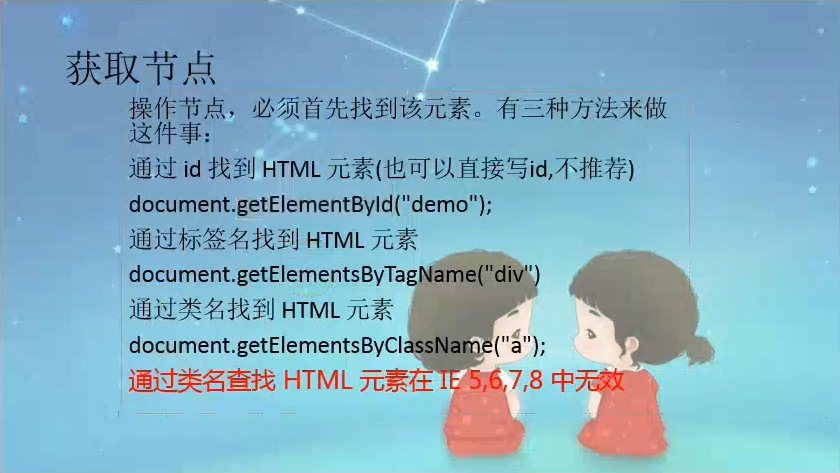 获取节点
操作节点，必须首先找到该元素。有三种方法来做
这件事：
通过 id 找到 HTML 元素(也可以直接写id,不推荐)
document.getElementById("demo");
通过标签名找到 HTML 元素
document.getElementsByTagName("div")
通过类名找到 HTML 元素
document.getElementsByClassName("a");
通过类名查找 HTML 元素在 IE 5,6,7,8 中无效